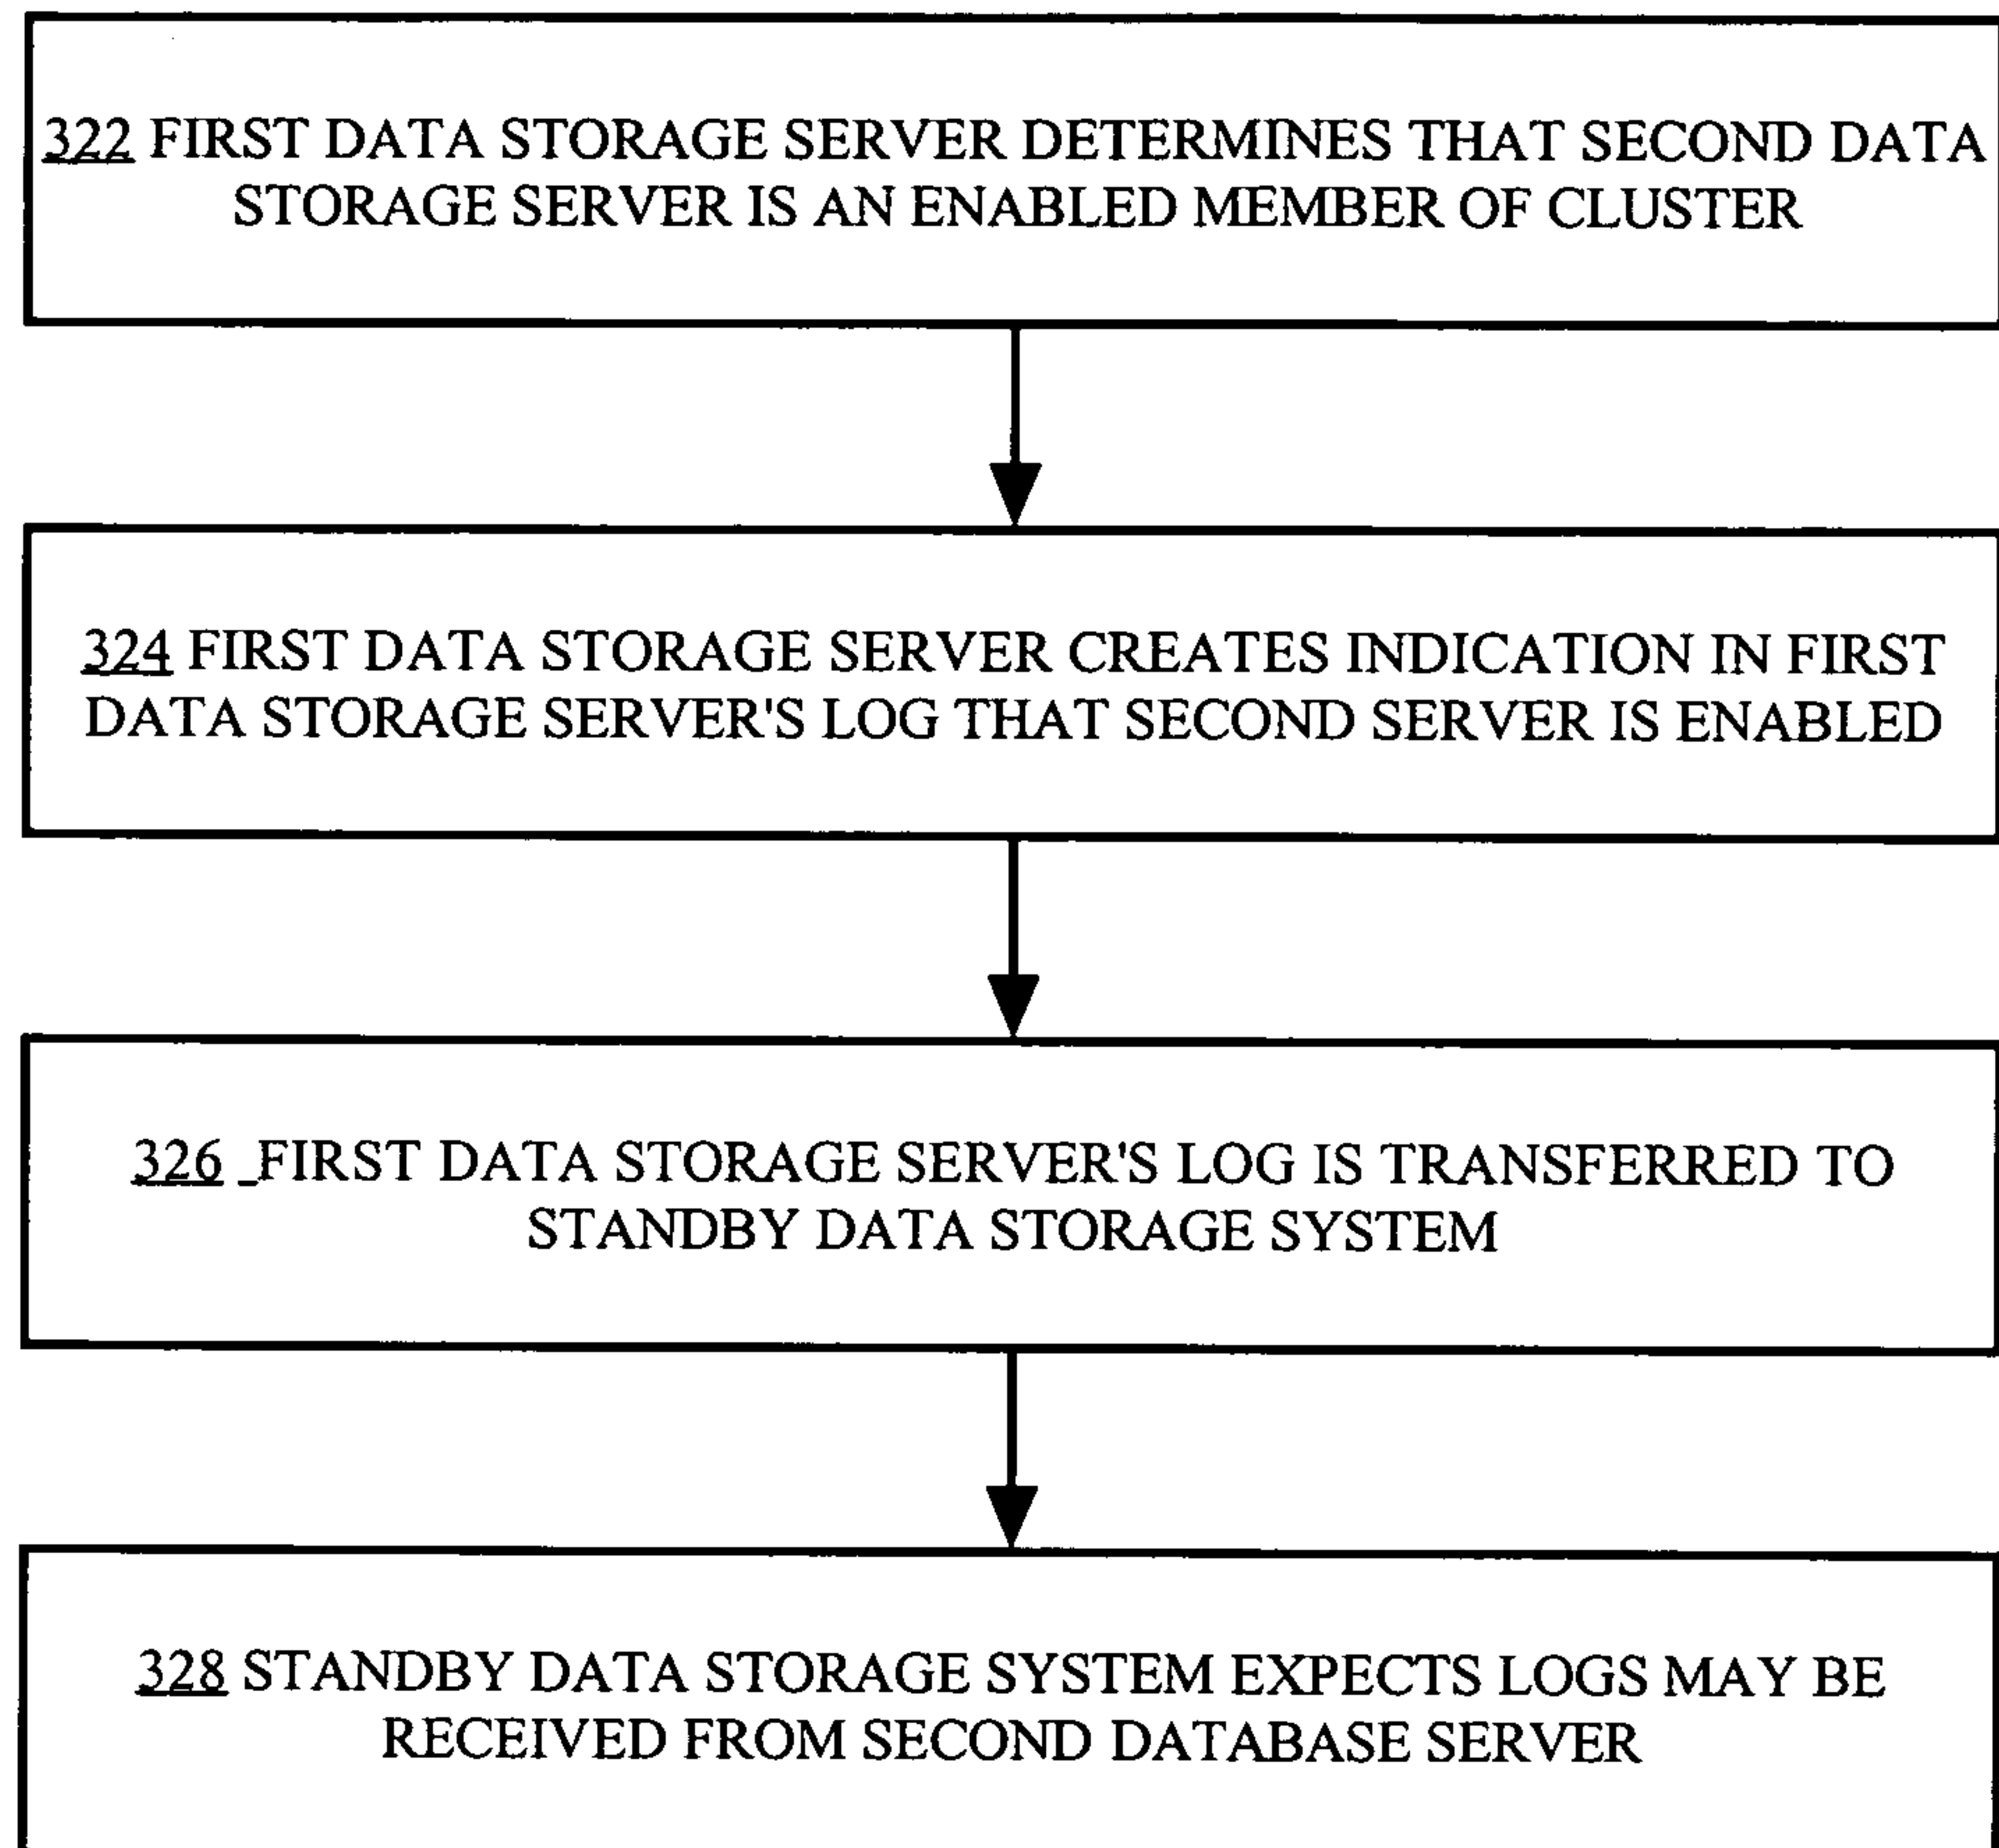 322 FIRST DATA STORAGE SERVER DETERMINES THAT SECOND DATA
STORAGE SERVER IS AN ENABLED MEMBER OF CLUSTER
324 FIRST DATA STORAGE SERVER CREATES INDICATION IN FIRST
DATA STORAGE SERVER'S LOG THAT SECOND SERVER IS ENABLED
326 FIRST DATA STORAGE SERVER'S LOG IS TRANSFERRED TO
STANDBY DATA STORAGE SYSTEM
328 STANDBY DATA STORAGE SYSTEM EXPECTS LOGS MAY BE
RECEIVED FROM SECOND DATABASE SERVER